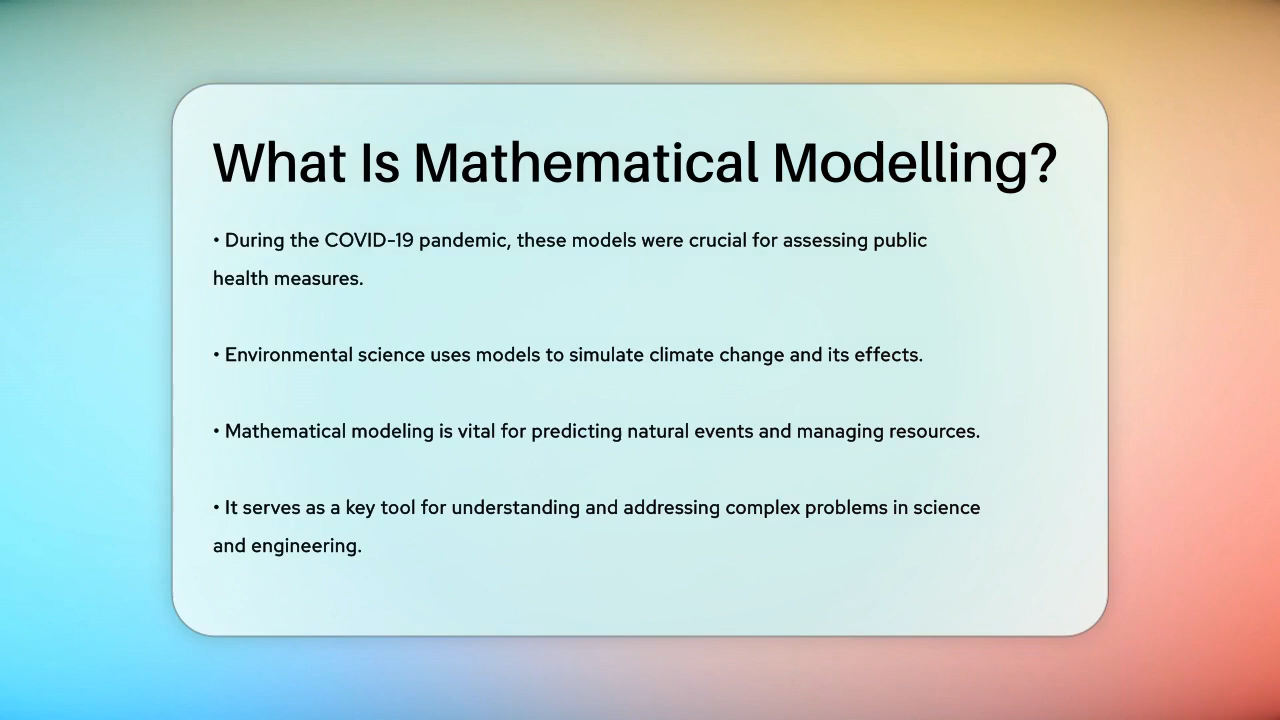 What Is Mathematical Modelling?
• During the COVID-19 pandemic, these models were crucial for assessing public
health measures.
• Environmental science uses models to simulate climate change and its effects.
• Mathematical modeling is vital for predicting natural events and managing resources.
• It serves as a key tool for understanding and addressing complex problems in science
and engineering.